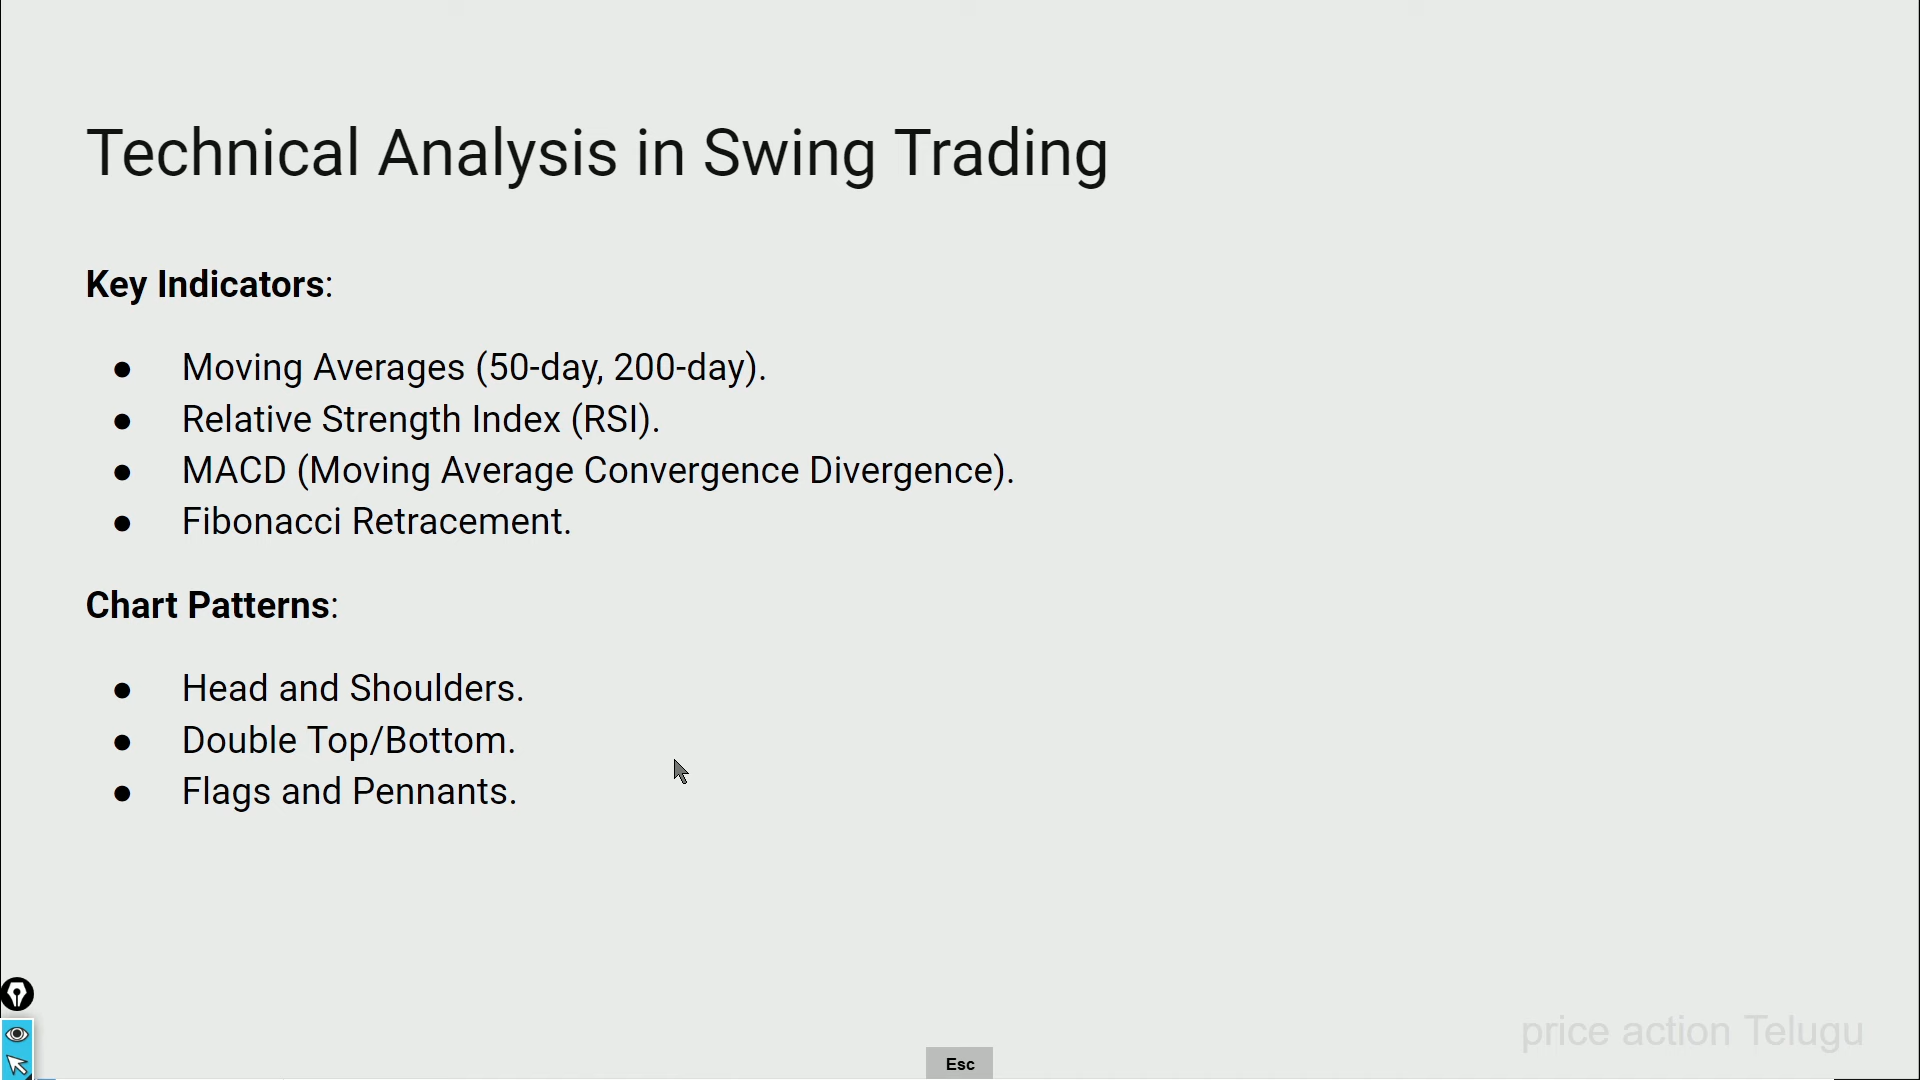 Technical Analysis in Swing Trading
Key Indicators:
● Moving Averages (50-day, 200-day).
● Relative Strength Index (RSI).
● MACD (Moving Average Convergence Divergence).
● Fibonacci Retracement.
Chart Patterns:
● Head and Shoulders.
● Double Top/Bottom.
● Flags and Pennants.
price action Telugu
Esc